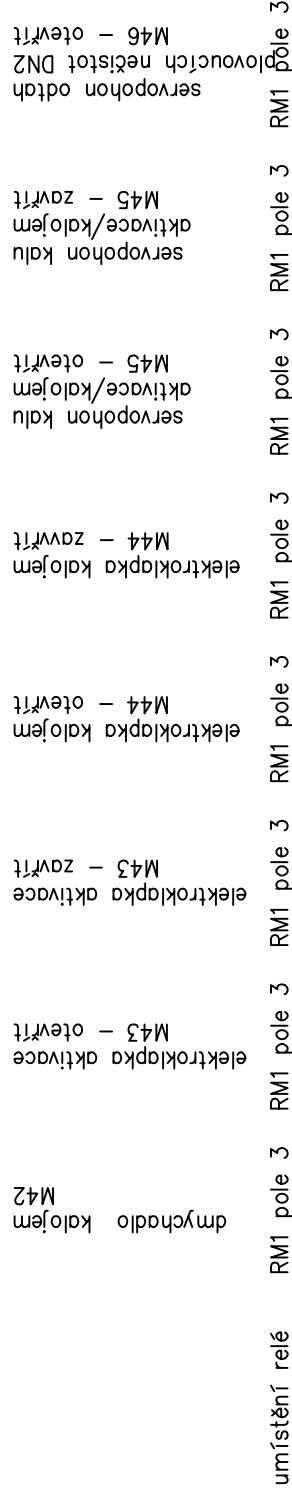 dmychadlo kalojem
M42
elektroklapka aktivace
M43 – otevřít
elektroklapka aktivace
M43 – zavřít
elektroklapka kalojem
M44 – otevřít
elektroklapka kalojem
M44 – zavvřít
servopohon kalu
aktivace/kalojem
M45 – otevřít
servopohon kalu
aktivace/kalojem
M45 – zavřít
servopohon odtah
plovoucích nečistot DN2
M46 – otevřít
umístění relé RM1 pole 3 RM1 pole 3 RM1 pole 3 RM1 pole 3 RM1 pole 3 RM1 pole 3 RM1 pole 3 RM1 pole 3